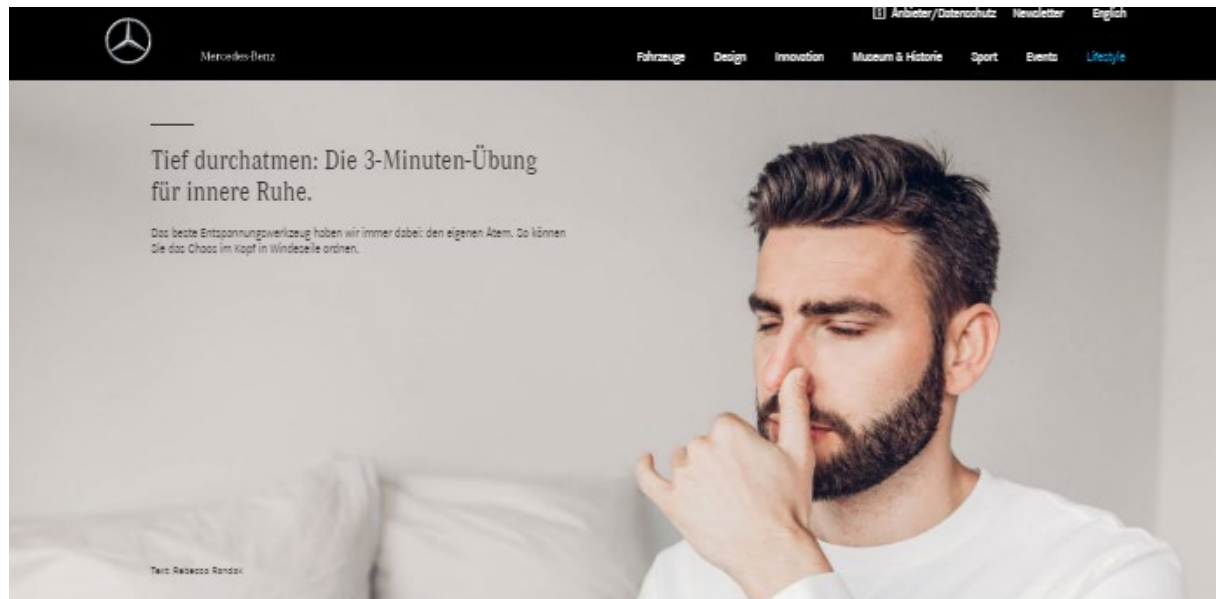 Anbieter/Datenschutz Newsletter English
Mercedes-Benz
Fahrzeuge Design Innovation Museum & Historie Sport Events Lifestyle
Tief durchatmen: Die 3-Minuten-Übung
für innere Ruhe.
Das beste Entspannungswerkzeug haben wir immer dabei: den eigenen Atem. So können
Sie das Chaos im Kopf in Windeseile ordnen.
Text: Rebecca Randak